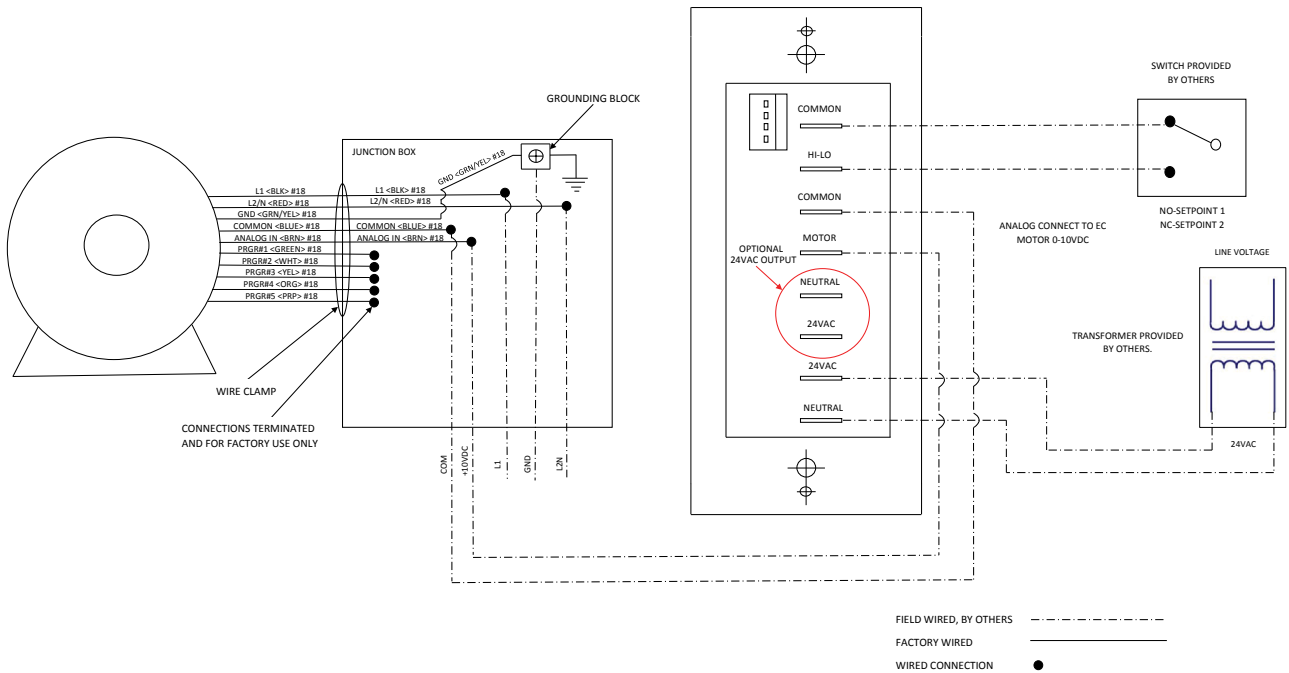 GROUNDING BLOCK
JUNCTION BOX
GND <GRN/YEL> #18
L1 <BLK> #18
L2/N <RED> #18
GND <GRN/YEL> #18
COMMON <BLUE> #18
ANALOG IN <BRN> #18
PRGR#1 <GREEN> #18
PRGR#2 <WHT> #18
PRGR#3 <YEL> #18
PRGR#4 <ORG> #18
PRGR#5 <PRP> #18
L1 <BLK> #18
L2/N <RED> #18
COMMON <BLUE> #18
ANALOG IN <BRN> #18
WIRE CLAMP
CONNECTIONS TERMINATED
AND FOR FACTORY USE ONLY
COM
+10VDC
L1
GND
L2N
COMMON
HI-LO
COMMON
MOTOR
OPTIONAL
24VAC OUTPUT
NEUTRAL
24VAC
24VAC
NEUTRAL
SWITCH PROVIDED
BY OTHERS
NO-SETPOINT 1
NC-SETPOINT 2
ANALOG CONNECT TO EC
MOTOR 0-10VDC
LINE VOLTAGE
TRANSFORMER PROVIDED
BY OTHERS.
24VAC
FIELD WIRED, BY OTHERS
FACTORY WIRED
WIRED CONNECTION